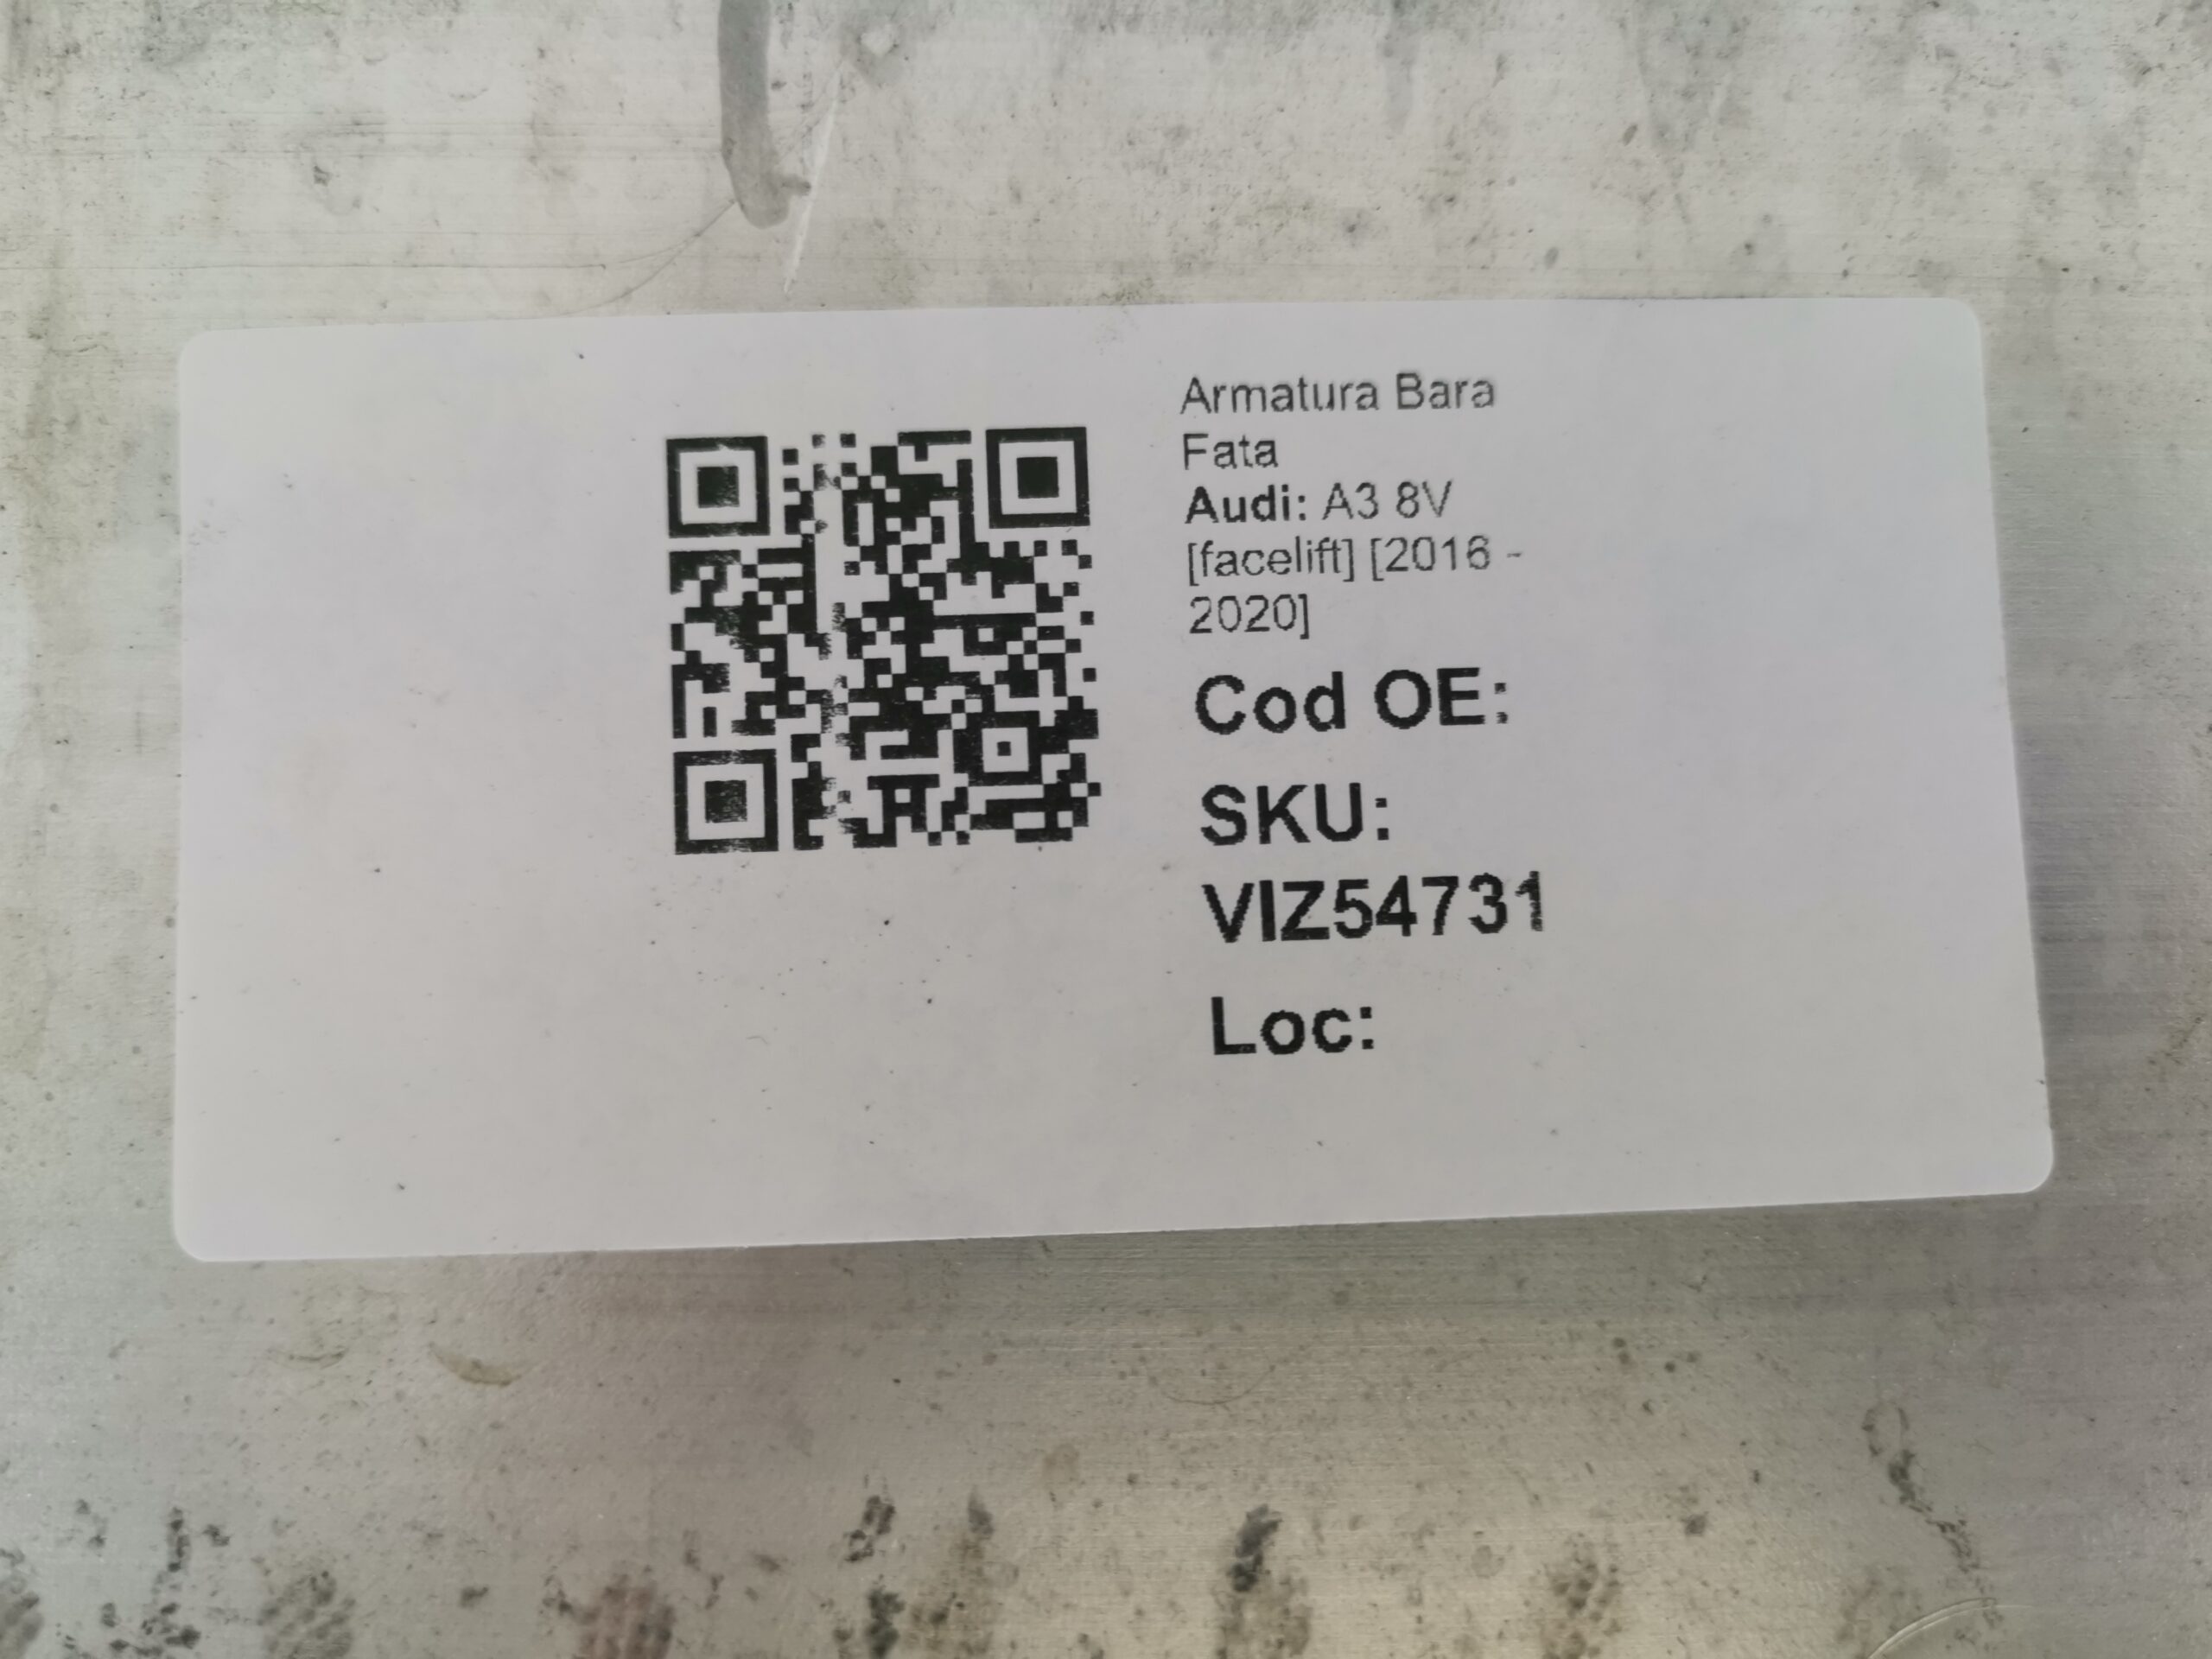 Armatura Bara
Fata
Audi: A3 8V
[facelift] [2016 -
2020]
Cod OE:
SKU:
VIZ54731
Loc: